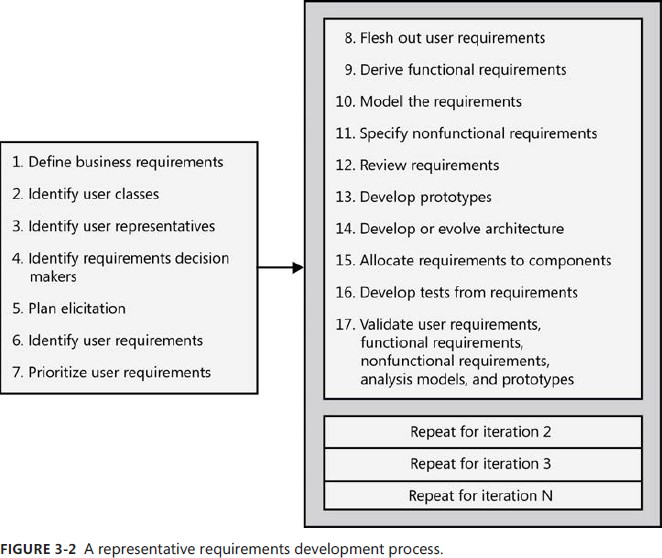 1. Define business requirements
2. Identify user classes
3. Identify user representatives
4. Identify requirements decision
makers
5. Plan elicitation
6. Identify user requirements
7. Prioritize user requirements
8. Flesh out user requirements
9. Derive functional requirements
10. Model the requirements
11. Specify nonfunctional requirements
12. Review requirements
13. Develop prototypes
14. Develop or evolve architecture
15. Allocate requirements to components
16. Develop tests from requirements
17. Validate user requirements,
functional requirements,
nonfunctional requirements,
analysis models, and prototypes
Repeat for iteration 2
Repeat for iteration 3
Repeat for iteration N
FIGURE 3-2 A representative requirements development process.